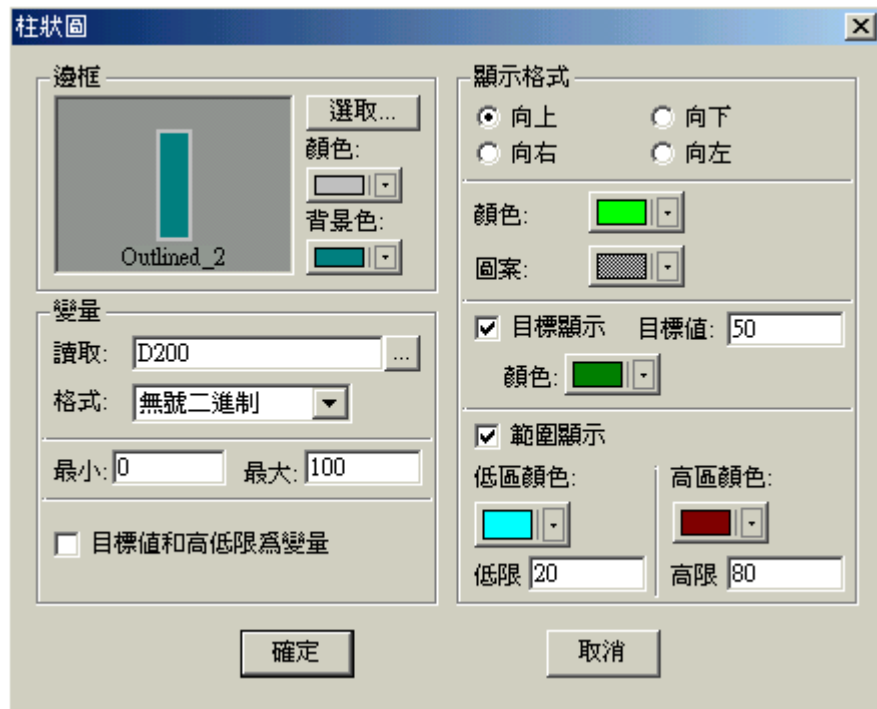 柱狀圖
邊框
選取...
顏色:
背景色:
Outlined_2
變量
讀取: D200 ...
格式: 無號二進制
最小: 0 最大: 100
目標值和高低限爲變量
顯示格式
向上 向下
向右 向左
顏色:
圖案:
目標顯示 目標值: 50
顏色:
範圍顯示
低區顏色: 高區顏色:
低限 20 高限 80
確定 取消